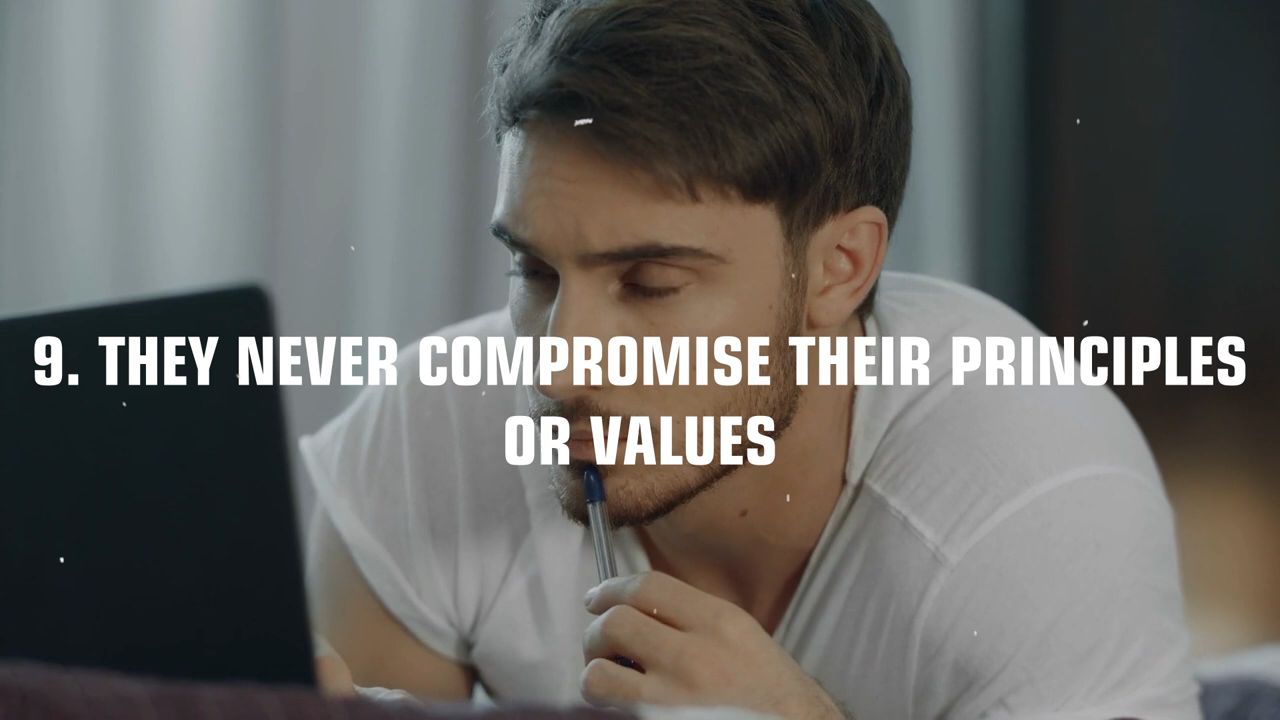 9. THEY NEVER COMPROMISE THEIR PRINCIPLES
OR VALUES